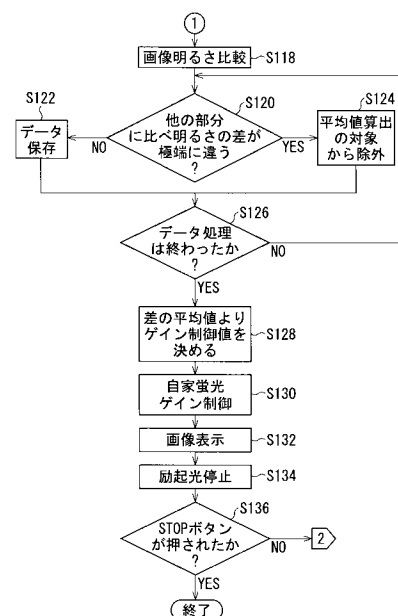 1
画像明るさ比較
S118
S122
データ
保存
NO
S120
他の部分
に比べ明るさの差が
極端に違う
?
YES
S124
平均値算出
の対象
から除外
S126
データ処理
は終わったか
?
NO
YES
差の平均値より
ゲイン制御値を
決める
S128
自家蛍光
ゲイン制御
S130
画像表示
S132
励起光停止
S134
S136
STOPボタン
が押されたか
?
NO
2
YES
終了